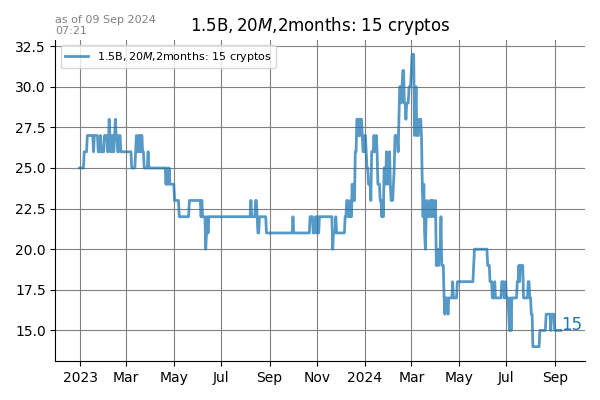 as of 09 Sep 2024
07:21
1.5B, 20M,2months: 15 cryptos
1.5B, 20M,2months: 15 cryptos
32.5
30.0
27.5
25.0
22.5
20.0
17.5
15.0
15
2023 Mar May Jul Sep Nov 2024 Mar May Jul Sep